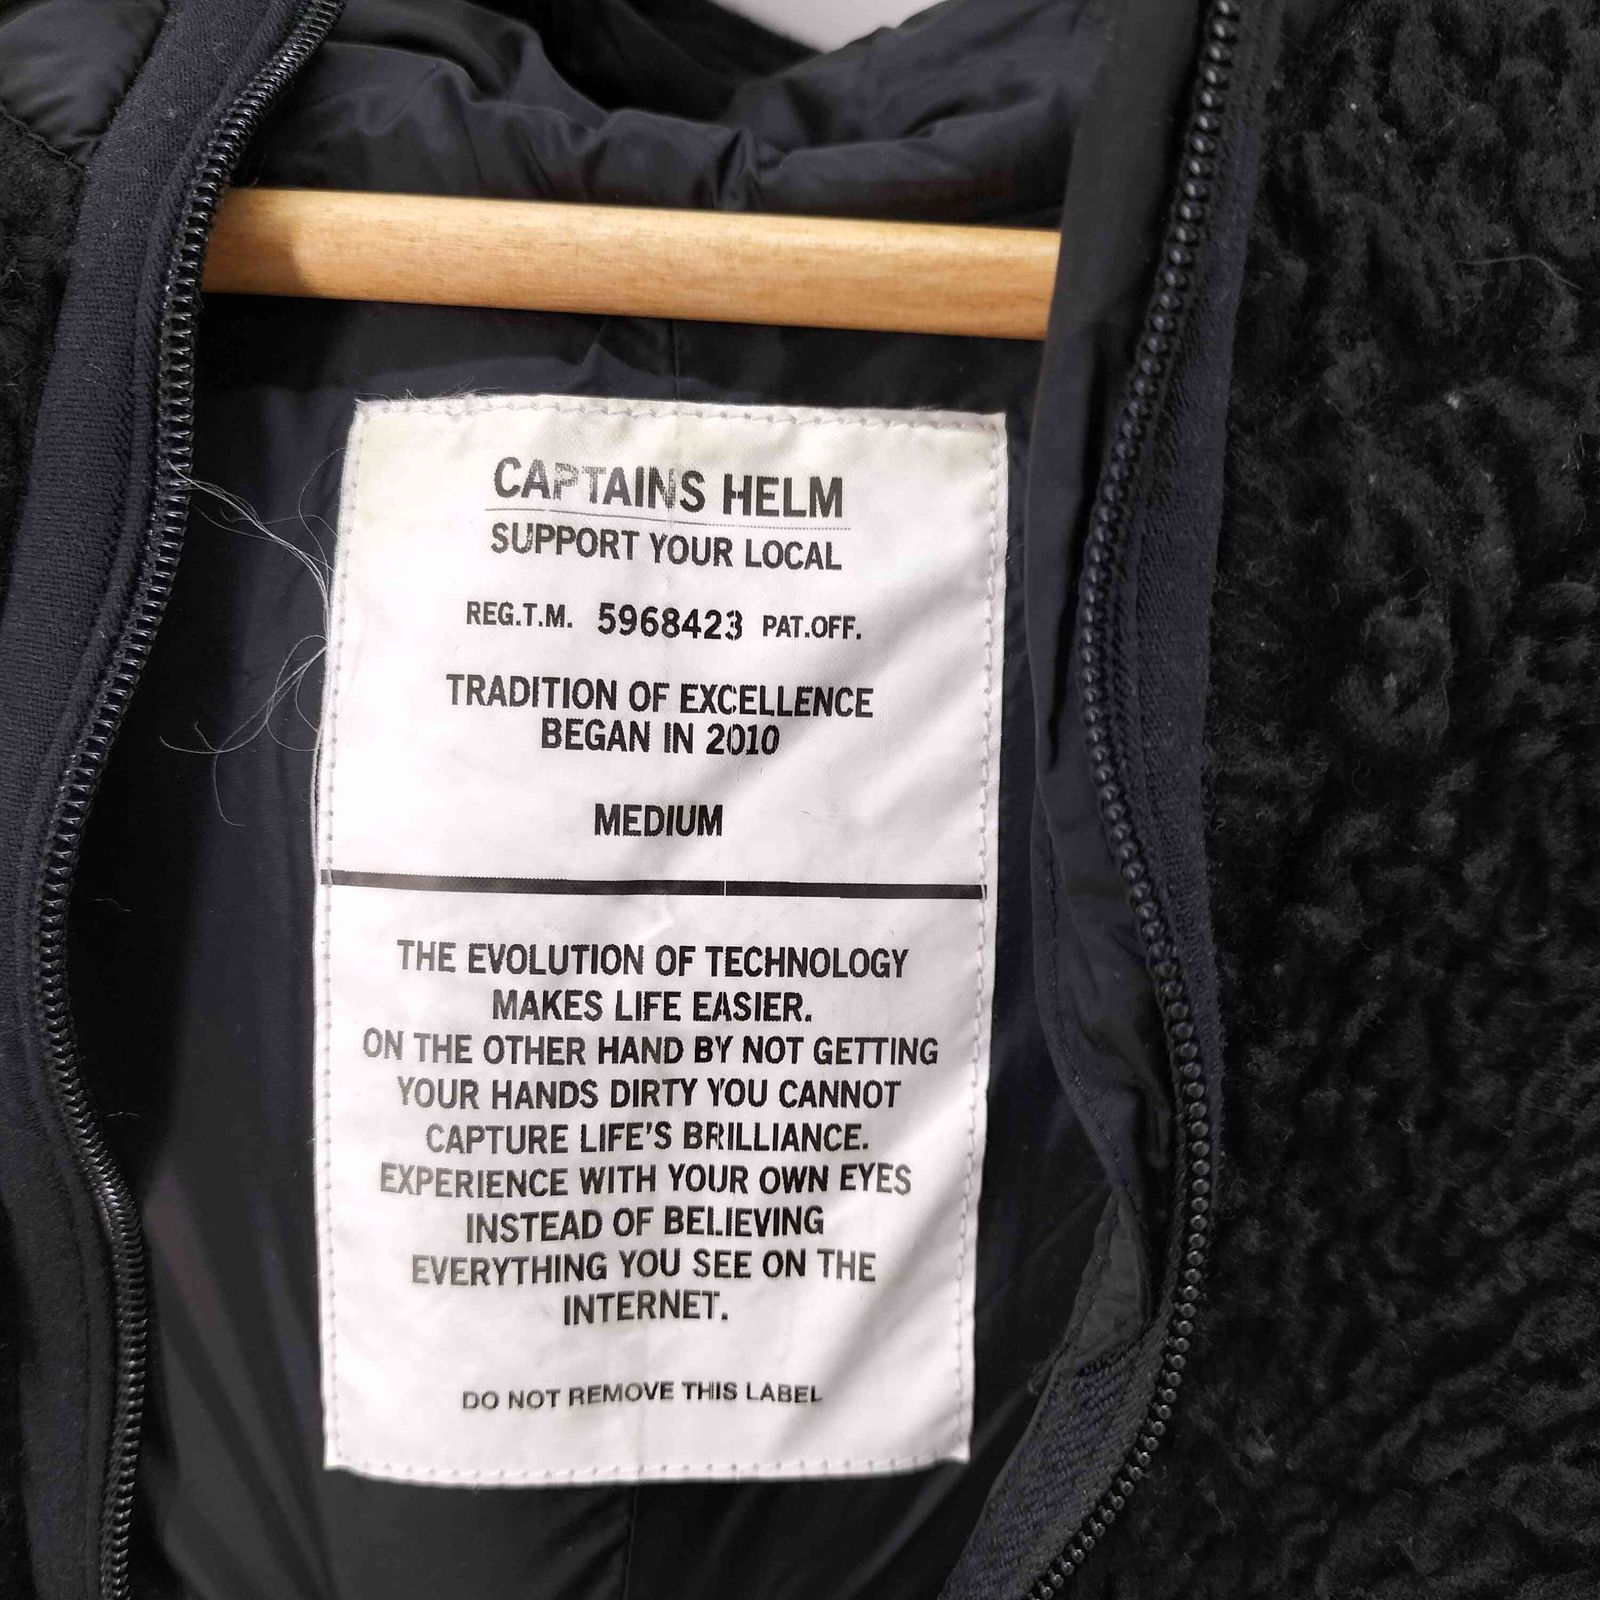 CAPTAINS HELM
SUPPORT YOUR LOCAL
REG.T.M. 5968423 PAT.OFF.
TRADITION OF EXCELLENCE
BEGAN IN 2010
MEDIUM
THE EVOLUTION OF TECHNOLOGY
MAKES LIFE EASIER.
ON THE OTHER HAND BY NOT GETTING
YOUR HANDS DIRTY YOU CANNOT
CAPTURE LIFE'S BRILLIANCE.
EXPERIENCE WITH YOUR OWN EYES
INSTEAD OF BELIEVING
EVERYTHING YOU SEE ON THE
INTERNET.
DO NOT REMOVE THIS LABEL